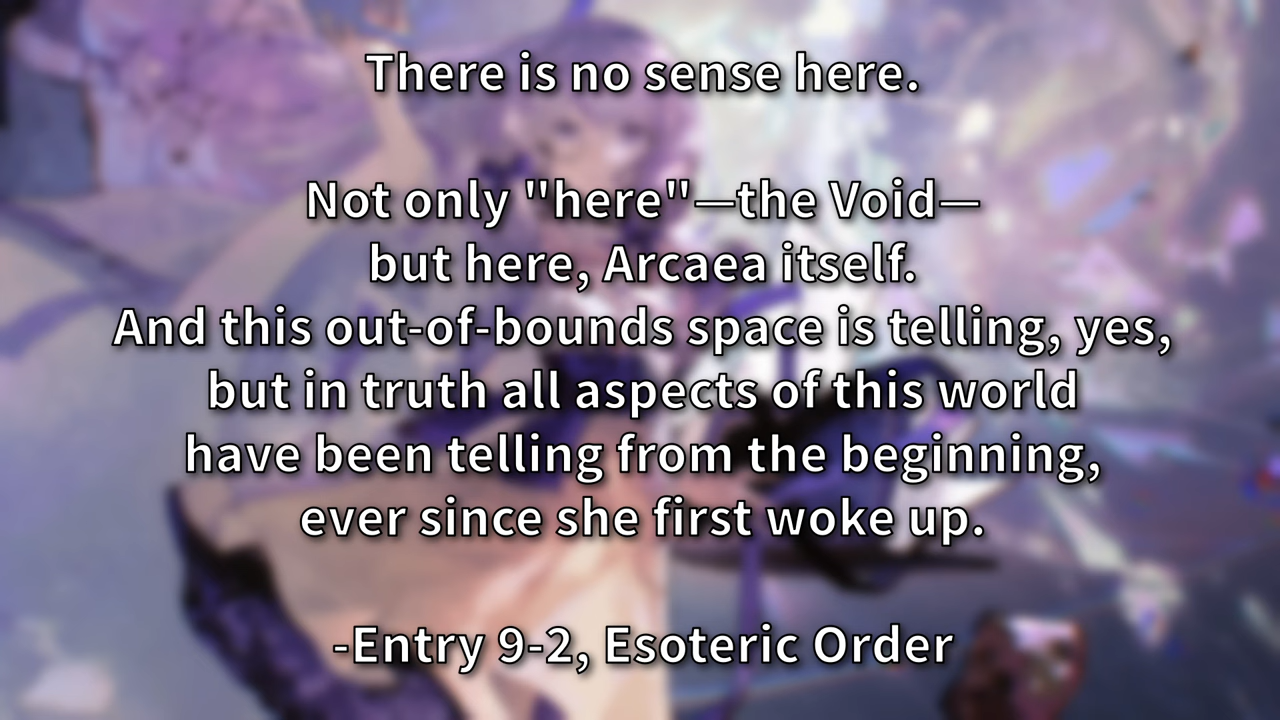 There is no sense here.
Not only "here"—the Void—
but here, Arcaea itself.
And this out-of-bounds space is telling, yes,
but in truth all aspects of this world
have been telling from the beginning,
ever since she first woke up.
-Entry 9-2, Esoteric Order